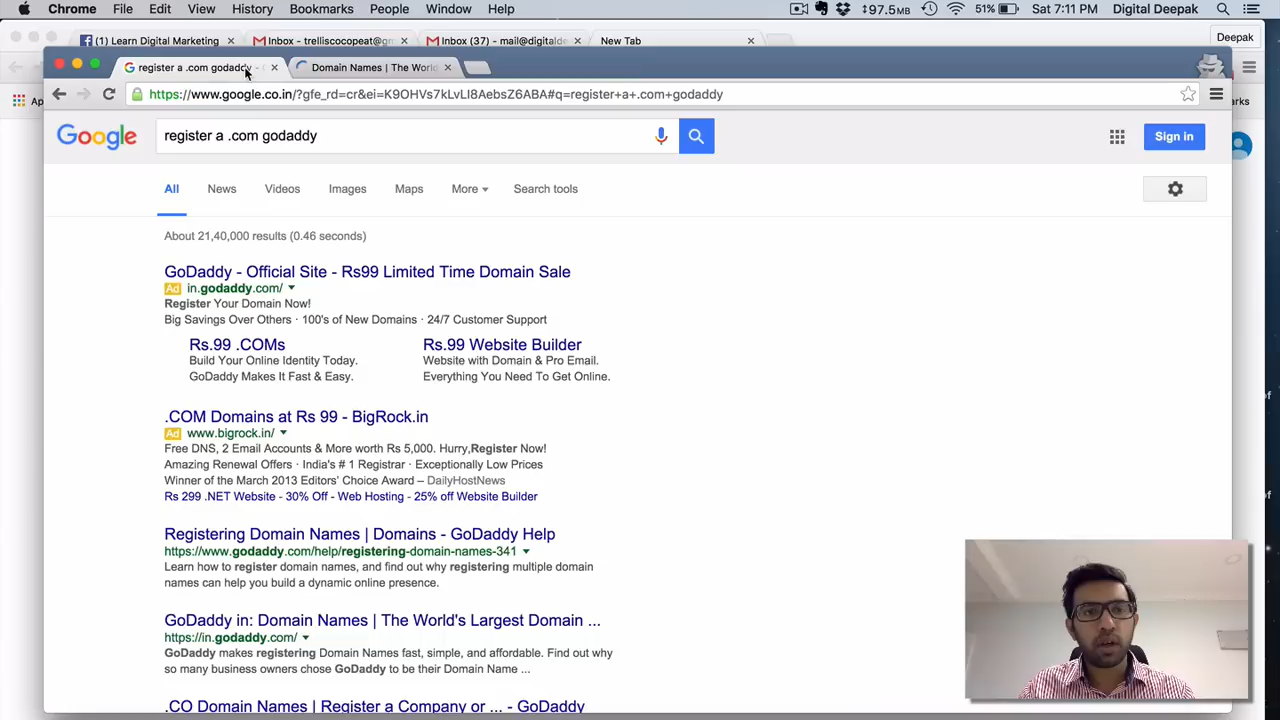 Chrome File Edit View History Bookmarks People Window Help
97.5MB 51% Sat 7:11 PM Digital Deepak
(1) Learn Digital Marketing
Inbox - trelliscocopeat@gm
Inbox (37) - mail@digitalde
New Tab
Deepak
register a .com godaddy -
Domain Names | The World
https://www.google.co.in/?gfe_rd=cr&ei=K9OHVs7kLvLI8AebsZ6ABA#q=register+a+.com+godaddy
Google
register a .com godaddy
Sign in
All News Videos Images Maps More Search tools
About 21,40,000 results (0.46 seconds)
GoDaddy - Official Site - Rs99 Limited Time Domain Sale
Ad in.godaddy.com/
Register Your Domain Now!
Big Savings Over Others · 100's of New Domains · 24/7 Customer Support
Rs.99 .COMs
Build Your Online Identity Today.
GoDaddy Makes It Fast & Easy.
Rs.99 Website Builder
Website with Domain & Pro Email.
Everything You Need To Get Online.
.COM Domains at Rs 99 - BigRock.in
Ad www.bigrock.in/
Free DNS, 2 Email Accounts & More worth Rs 5,000. Hurry,Register Now!
Amazing Renewal Offers · India's # 1 Registrar · Exceptionally Low Prices
Winner of the March 2013 Editors' Choice Award – DailyHostNews
Rs 299 .NET Website - 30% Off - Web Hosting - 25% off Website Builder
Registering Domain Names | Domains - GoDaddy Help
https://www.godaddy.com/help/registering-domain-names-341
Learn how to register domain names, and find out why registering multiple domain
names can help you build a dynamic online presence.
GoDaddy in: Domain Names | The World's Largest Domain ...
https://in.godaddy.com/
GoDaddy makes registering Domain Names fast, simple, and affordable. Find out why
so many business owners chose GoDaddy to be their Domain Name ...
.CO Domain Names | Register a Company or ... - GoDaddy